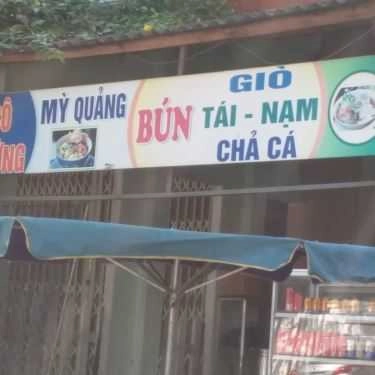 MỲ QUẢNG
BÚN
GIÒ
TÁI - NẠM
CHẢ CÁ